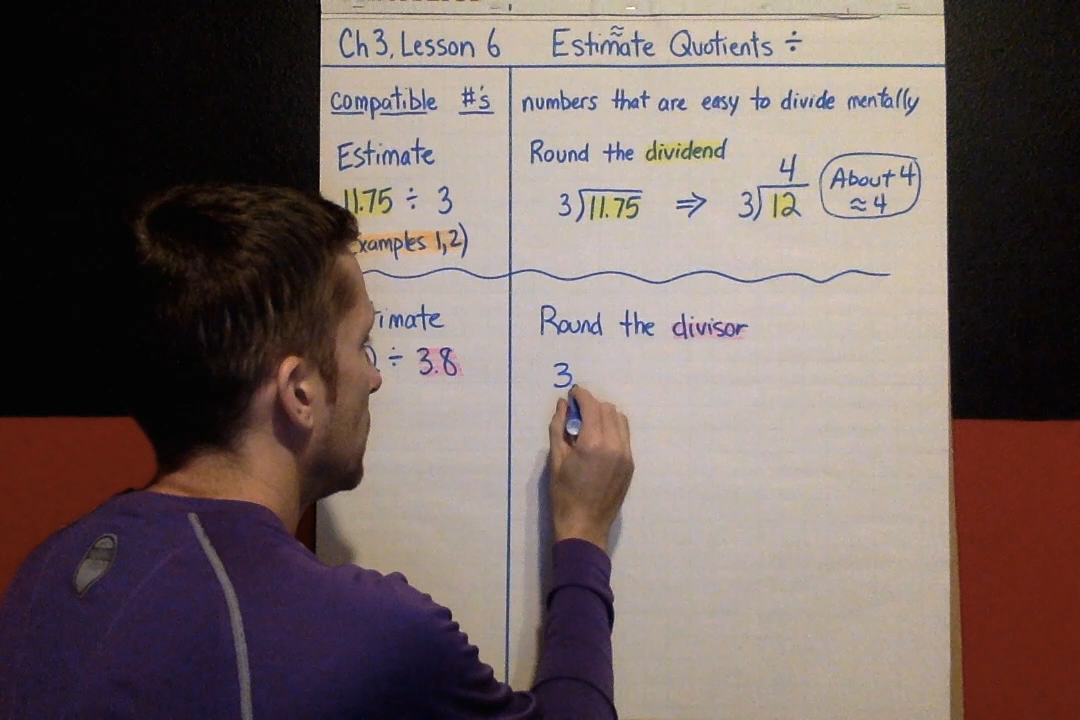 Ch 3, Lesson 6 Estimate Quotients ÷
≈
compatible #'s numbers that are easy to divide mentally
Estimate Round the dividend
11.75 ÷ 3
3)11.75 ⇒ 3)12
4
About 4
≈ 4
xamples 1,2)
imate Round the divisor
÷ 3.8
3.